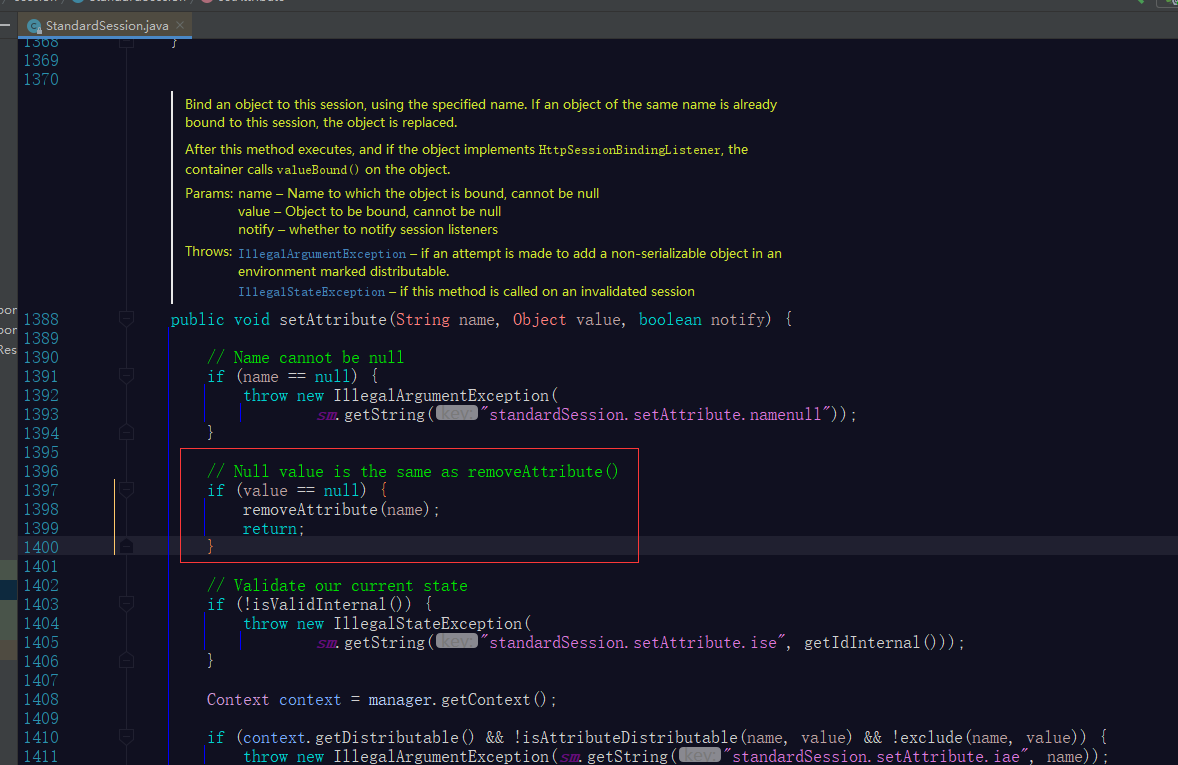 StandardSession.java
1368 }
1369
1370
Bind an object to this session, using the specified name. If an object of the same name is already
bound to this session, the object is replaced.
After this method executes, and if the object implements HttpSessionBindingListener, the
container calls valueBound() on the object.
Params: name – Name to which the object is bound, cannot be null
value – Object to be bound, cannot be null
notify – whether to notify session listeners
Throws: IllegalArgumentException – if an attempt is made to add a non-serializable object in an
environment marked distributable.
IllegalStateException – if this method is called on an invalidated session
1388 public void setAttribute(String name, Object value, boolean notify) {
1389
1390 // Name cannot be null
1391 if (name == null) {
1392 throw new IllegalArgumentException(
1393 sm.getString( key: "standardSession.setAttribute.namenull"));
1394 }
1395
1396 // Null value is the same as removeAttribute()
1397 if (value == null) {
1398 removeAttribute(name);
1399 return;
1400 }
1401
1402 // Validate our current state
1403 if (!isValidInternal()) {
1404 throw new IllegalStateException(
1405 sm.getString( key: "standardSession.setAttribute.ise", getIdInternal()));
1406 }
1407
1408 Context context = manager.getContext();
1409
1410 if (context.getDistributable() && !isAttributeDistributable(name, value) && !exclude(name, value)) {
1411 throw new IllegalArgumentException(sm.getString( key: "standardSession.setAttribute.iae", name));